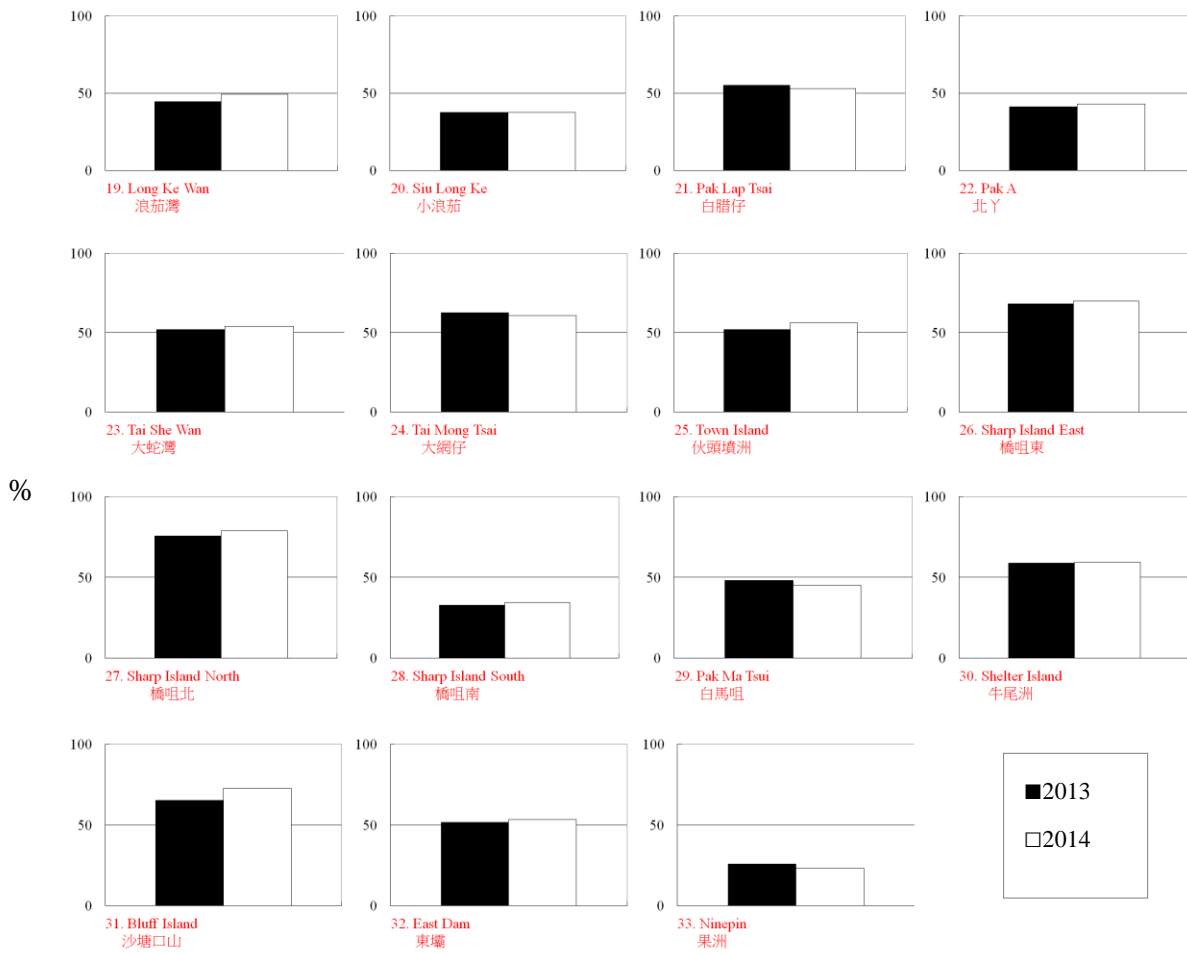 100
50
0
19. Long Ke Wan
浪茄灣
100
50
0
20. Siu Long Ke
小浪茄
100
50
0
21. Pak Lap Tsai
白腊仔
100
50
0
22. Pak A
北丫
100
50
0
23. Tai She Wan
大蛇灣
100
50
0
24. Tai Mong Tsai
大網仔
100
50
0
25. Town Island
伙頭墳洲
100
50
0
26. Sharp Island East
橋咀東
%
100
50
0
27. Sharp Island North
橋咀北
100
50
0
28. Sharp Island South
橋咀南
100
50
0
29. Pak Ma Tsui
白馬咀
100
50
0
30. Shelter Island
牛尾洲
100
50
0
31. Bluff Island
沙塘口山
100
50
0
32. East Dam
東壩
100
50
0
33. Ninepin
果洲
■2013
□2014